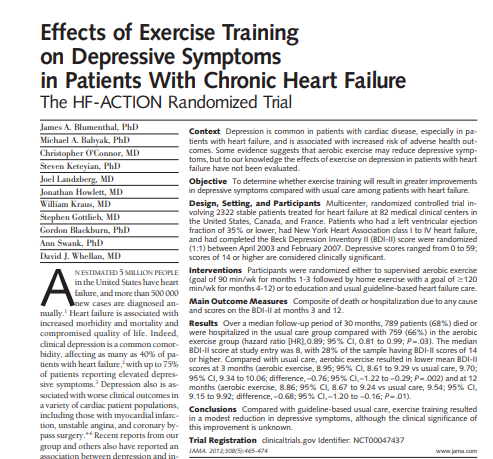 Effects of Exercise Training
on Depressive Symptoms
in Patients With Chronic Heart Failure
The HF-ACTION Randomized Trial
James A. Blumenthal, PhD
Michael A. Babyak, PhD
Christopher O'Connor, MD
Steven Keteyian, PhD
Joel Landzberg, MD
Jonathan Howlett, MD
William Kraus, MD
Stephen Gottlieb, MD
Gordon Blackburn, PhD
Ann Swank, PhD
David J. Whellan, MD
AN ESTIMATED 5 MILLION PEOPLE
in the United States have heart
failure, and more than 500 000
new cases are diagnosed an-
nually.1 Heart failure is associated with
increased morbidity and mortality and
compromised quality of life. Indeed,
clinical depression is a common comor-
bidity, affecting as many as 40% of pa-
tients with heart failure,2 with up to 75%
of patients reporting elevated depres-
sive symptoms.3 Depression also is as-
sociated with worse clinical outcomes in
a variety of cardiac patient populations,
including those with myocardial infarc-
tion, unstable angina, and coronary by-
pass surgery.4-6 Recent reports from our
group and others also have reported an
association between depression and in-
Context Depression is common in patients with cardiac disease, especially in pa-
tients with heart failure, and is associated with increased risk of adverse health out-
comes. Some evidence suggests that aerobic exercise may reduce depressive symp-
toms, but to our knowledge the effects of exercise on depression in patients with heart
failure have not been evaluated.
Objective To determine whether exercise training will result in greater improvements
in depressive symptoms compared with usual care among patients with heart failure.
Design, Setting, and Participants Multicenter, randomized controlled trial in-
volving 2322 stable patients treated for heart failure at 82 medical clinical centers in
the United States, Canada, and France. Patients who had a left ventricular ejection
fraction of 35% or lower, had New York Heart Association class I to IV heart failure,
and had completed the Beck Depression Inventory II (BDI-II) score were randomized
(1:1) between April 2003 and February 2007. Depressive scores ranged from 0 to 59;
scores of 14 or higher are considered clinically significant.
Interventions Participants were randomized either to supervised aerobic exercise
(goal of 90 min/wk for months 1-3 followed by home exercise with a goal of ≥120
min/wk for months 4-12) or to education and usual guideline-based heart failure care.
Main Outcome Measures Composite of death or hospitalization due to any cause
and scores on the BDI-II at months 3 and 12.
Results Over a median follow-up period of 30 months, 789 patients (68%) died or
were hospitalized in the usual care group compared with 759 (66%) in the aerobic
exercise group (hazard ratio [HR],0.89; 95% CI, 0.81 to 0.99; P=.03). The median
BDI-II score at study entry was 8, with 28% of the sample having BDI-II scores of 14
or higher. Compared with usual care, aerobic exercise resulted in lower mean BDI-II
scores at 3 months (aerobic exercise, 8.95; 95% CI, 8.61 to 9.29 vs usual care, 9.70;
95% CI, 9.34 to 10.06; difference, −0.76; 95% CI,−1.22 to −0.29; P=.002) and at 12
months (aerobic exercise, 8.86; 95% CI, 8.67 to 9.24 vs usual care, 9.54; 95% CI,
9.15 to 9.92; difference, −0.68; 95% CI, −1.20 to −0.16; P=.01).
Conclusions Compared with guideline-based usual care, exercise training resulted
in a modest reduction in depressive symptoms, although the clinical significance of
this improvement is unknown.
Trial Registration clinicaltrials.gov Identifier: NCT00047437
JAMA. 2012;308(5):465-474
www.jama.com